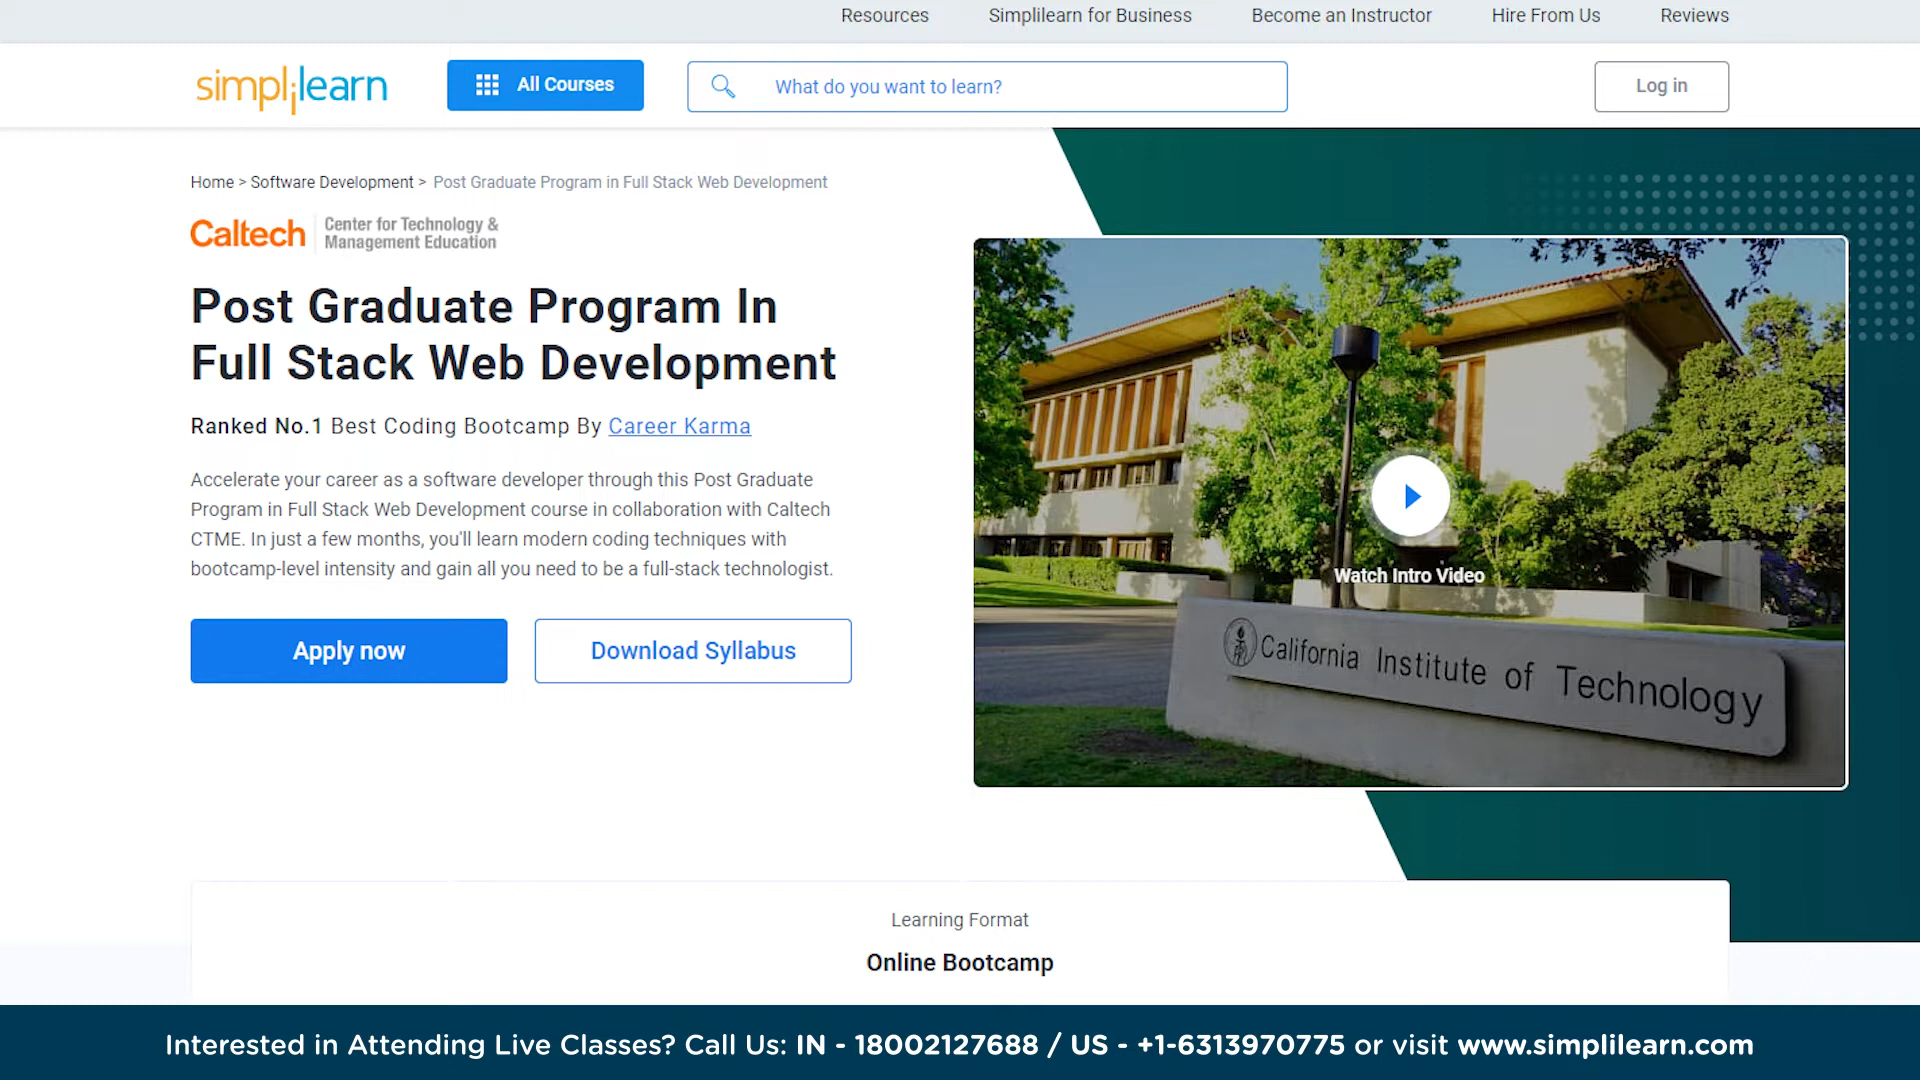 Resources Simplilearn for Business Become an Instructor Hire From Us Reviews
simplilearn All Courses What do you want to learn? Log in
Home > Software Development > Post Graduate Program in Full Stack Web Development
Caltech Center for Technology &
Management Education
Post Graduate Program In
Full Stack Web Development
Ranked No.1 Best Coding Bootcamp By Career Karma
Accelerate your career as a software developer through this Post Graduate
Program in Full Stack Web Development course in collaboration with Caltech
CTME. In just a few months, you'll learn modern coding techniques with
bootcamp-level intensity and gain all you need to be a full-stack technologist.
Apply now Download Syllabus
Watch Intro Video
California Institute of Technology
Learning Format
Online Bootcamp
Interested in Attending Live Classes? Call Us: IN - 18002127688 / US - +1-6313970775 or visit www.simplilearn.com